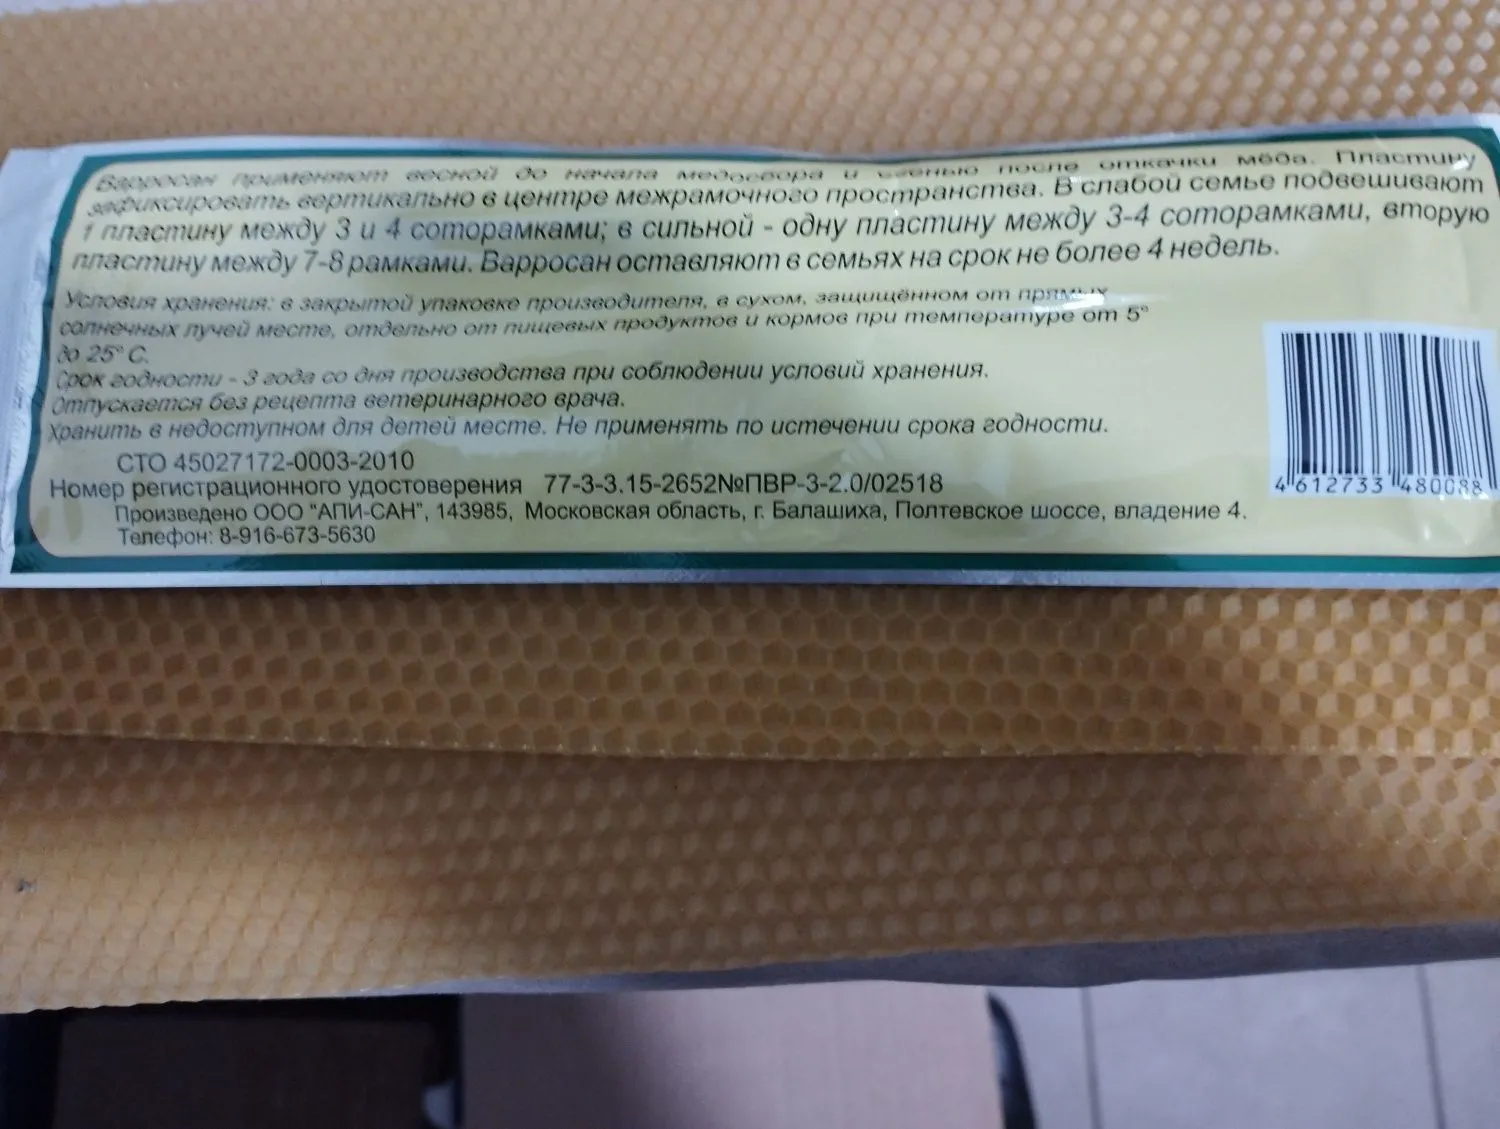 Варросан применяют весной до начала медосбора и осенью после откачки мёда. Пластину
зафиксировать вертикально в центре межрамочного пространства. В слабой семье подвешивают
1 пластину между 3 и 4 соторамками; в сильной - одну пластину между 3-4 соторамками, вторую
пластину между 7-8 рамками. Варросан оставляют в семьях на срок не более 4 недель.
Условия хранения: в закрытой упаковке производителя, в сухом, защищённом от прямых
солнечных лучей месте, отдельно от пищевых продуктов и кормов при температуре от 5°
до 25° С.
Срок годности - 3 года со дня производства при соблюдении условий хранения.
Отпускается без рецепта ветеринарного врача.
Хранить в недоступном для детей месте. Не применять по истечении срока годности.
СТО 45027172-0003-2010
Номер регистрационного удостоверения 77-3-3.15-2652№ПВР-3-2.0/02518
Произведено ООО "АПИ-САН", 143985, Московская область, г. Балашиха, Полтевское шоссе, владение 4.
Телефон: 8-916-673-5630
4 612733 480088